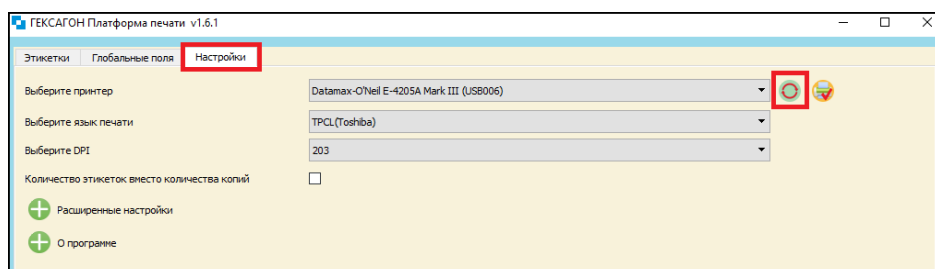 ГЕКСАГОН Платформа печати v1.6.1
Этикетки Глобальные поля Настройки
Выберите принтер Datamax-O'Neil E-4205A Mark III (USB006)
Выберите язык печати TPCL(Toshiba)
Выберите DPI 203
Количество этикеток вместо количества копий
Расширенные настройки
О программе